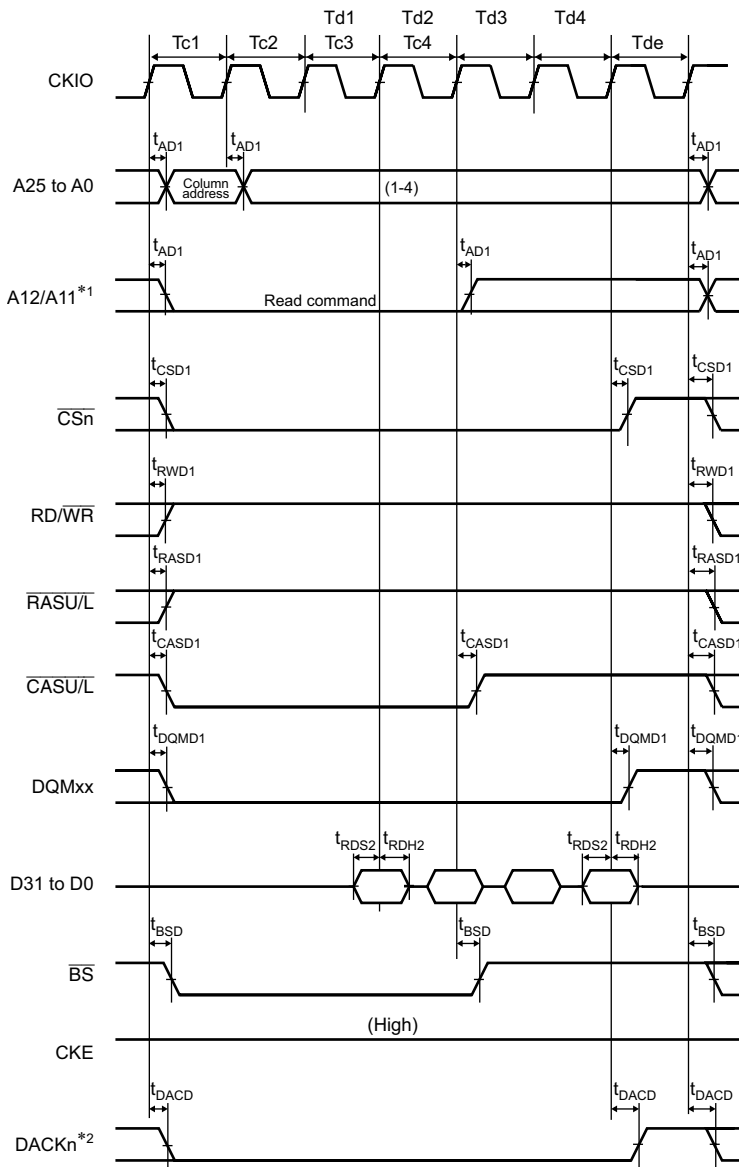 Td1 Td2 Td3 Td4
Tc1 Tc2 Tc3 Tc4 Tde
CKIO
tAD1 tAD1 tAD1
A25 to A0
Column address
(1-4)
tAD1 tAD1 tAD1
A12/A11*1
Read command
tCSD1 tCSD1 tCSD1
CSn
tRWD1 tRWD1
RD/WR
tRASD1 tRASD1
RASU/L
tCASD1 tCASD1 tCASD1
CASU/L
tDQMD1 tDQMD1 tDQMD1
DQMxx
tRDS2 tRDH2 tRDS2 tRDH2
D31 to D0
tBSD tBSD tBSD
BS
(High)
CKE
tDACD tDACD tDACD
DACKn*2